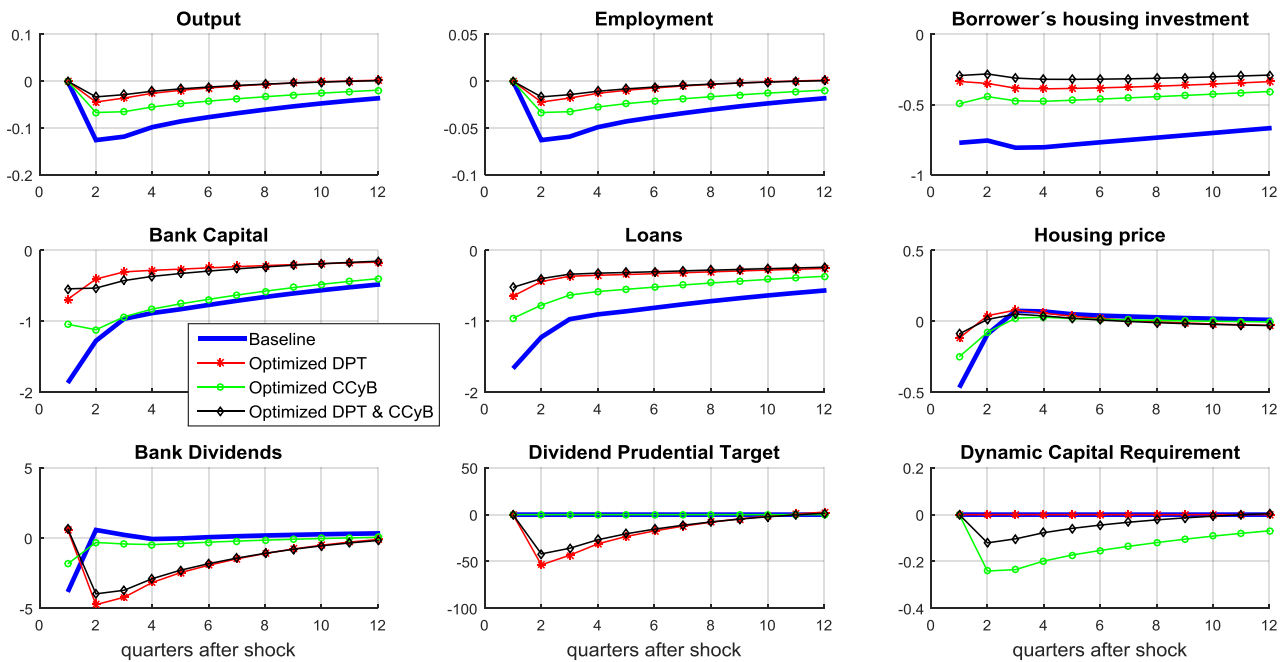 Output
0.1
0
-0.1
-0.2
0 2 4 6 8 10 12
Employment
0.05
0
-0.05
-0.1
0 2 4 6 8 10 12
Borrower´s housing investment
0
-0.5
-1
0 2 4 6 8 10 12
Bank Capital
0
-1
-2
0 2 4 6 8 10 12
Baseline
Optimized DPT
Optimized CCyB
Optimized DPT & CCyB
Loans
0
-1
-2
0 2 4 6 8 10 12
Housing price
0.5
0
-0.5
0 2 4 6 8 10 12
Bank Dividends
5
0
-5
0 2 4 6 8 10 12
quarters after shock
Dividend Prudential Target
50
0
-50
-100
0 2 4 6 8 10 12
quarters after shock
Dynamic Capital Requirement
0.2
0
-0.2
-0.4
0 2 4 6 8 10 12
quarters after shock